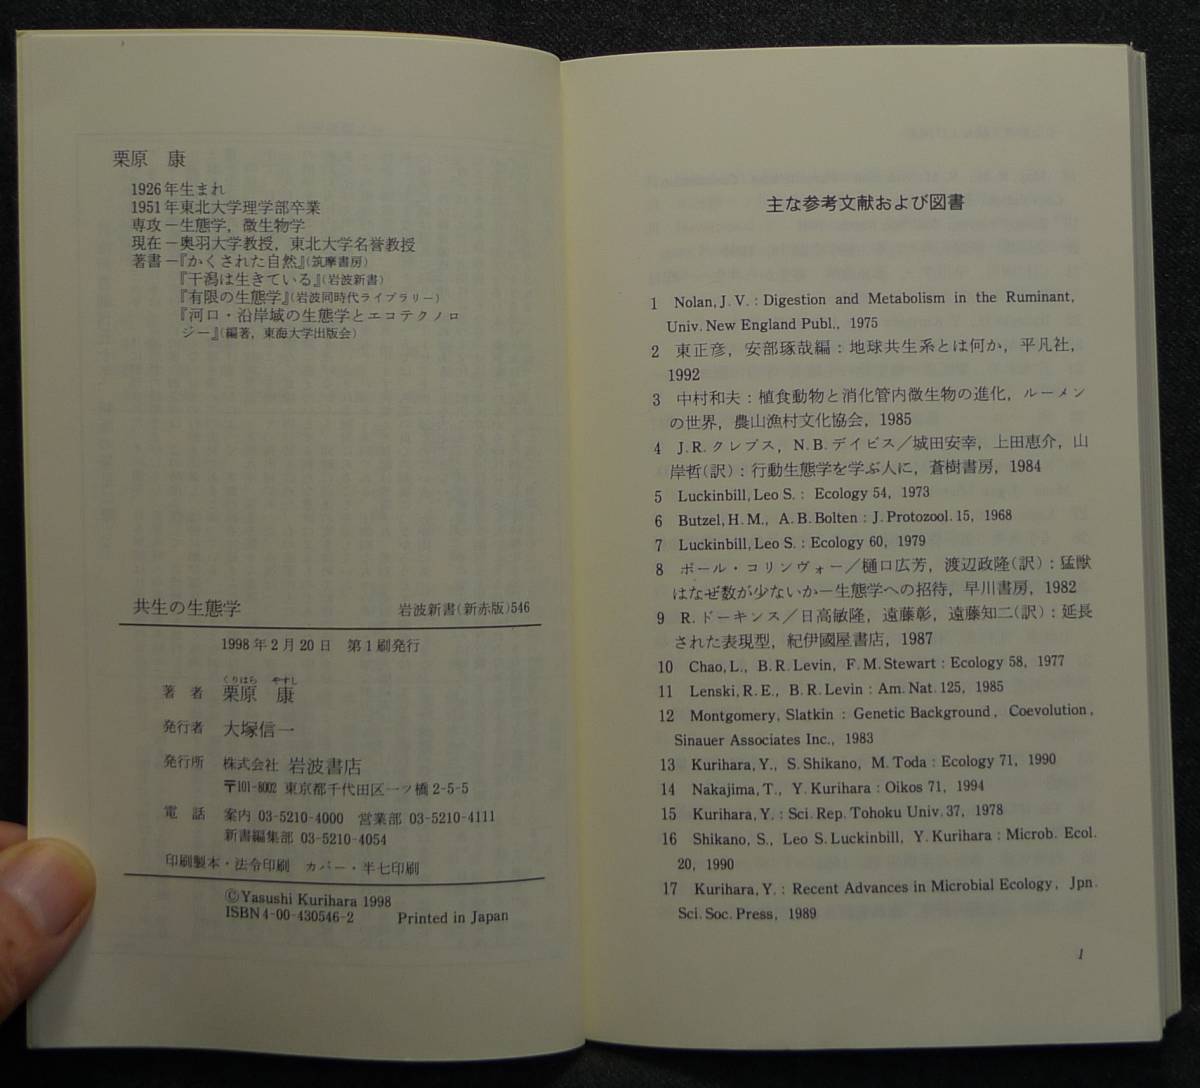 栗原 康
1926年生まれ
1951年東北大学理学部卒業
専攻－生態学，微生物学
現在－奥羽大学教授，東北大学名誉教授
著書－『かくされた自然』(筑摩書房)
『干潟は生きている』(岩波新書)
『有限の生態学』(岩波同時代ライブラリー)
『河口・沿岸域の生態学とエコテクノロ
ジー』(編著，東海大学出版会)
共生の生態学 岩波新書(新赤版)546
1998年2月20日 第1刷発行
くりはら やすし
著者 栗原 康
発行者 大塚信一
発行所 株式会社 岩波書店
〒101-8002 東京都千代田区一ツ橋2-5-5
電話 案内 03-5210-4000 営業部 03-5210-4111
新書編集部 03-5210-4054
印刷製本・法令印刷 カバー・半七印刷
©Yasushi Kurihara 1998
ISBN4-00-430546-2 Printed in Japan
主な参考文献および図書
1 Nolan, J. V. : Digestion and Metabolism in the Ruminant,
Univ. New England Publ., 1975
2 東正彦，安部琢哉編：地球共生系とは何か，平凡社，
1992
3 中村和夫：植食動物と消化管内微生物の進化，ルーメン
の世界，農山漁村文化協会，1985
4 J.R.クレブス，N.B.デイビス／城田安幸，上田恵介，山
岸哲(訳)：行動生態学を学ぶ人に，蒼樹書房，1984
5 Luckinbill, Leo S. : Ecology 54, 1973
6 Butzel, H. M., A. B. Bolten : J. Protozool. 15, 1968
7 Luckinbill, Leo S. : Ecology 60, 1979
8 ポール・コリンヴォー／樋口広芳，渡辺政隆(訳)：猛獣
はなぜ数が少ないか－生態学への招待，早川書房，1982
9 R.ドーキンス／日高敏隆，遠藤彰，遠藤知二(訳)：延長
された表現型，紀伊國屋書店，1987
10 Chao, L., B. R. Levin, F. M. Stewart : Ecology 58, 1977
11 Lenski, R. E., B. R. Levin : Am. Nat. 125, 1985
12 Montgomery, Slatkin : Genetic Background, Coevolution,
Sinauer Associates Inc., 1983
13 Kurihara, Y., S. Shikano, M. Toda : Ecology 71, 1990
14 Nakajima, T., Y. Kurihara : Oikos 71, 1994
15 Kurihara, Y. : Sci. Rep. Tohoku Univ. 37, 1978
16 Shikano, S., Leo S. Luckinbill, Y. Kurihara : Microb. Ecol.
20, 1990
17 Kurihara, Y. : Recent Advances in Microbial Ecology, Jpn.
Sci. Soc. Press, 1989
1